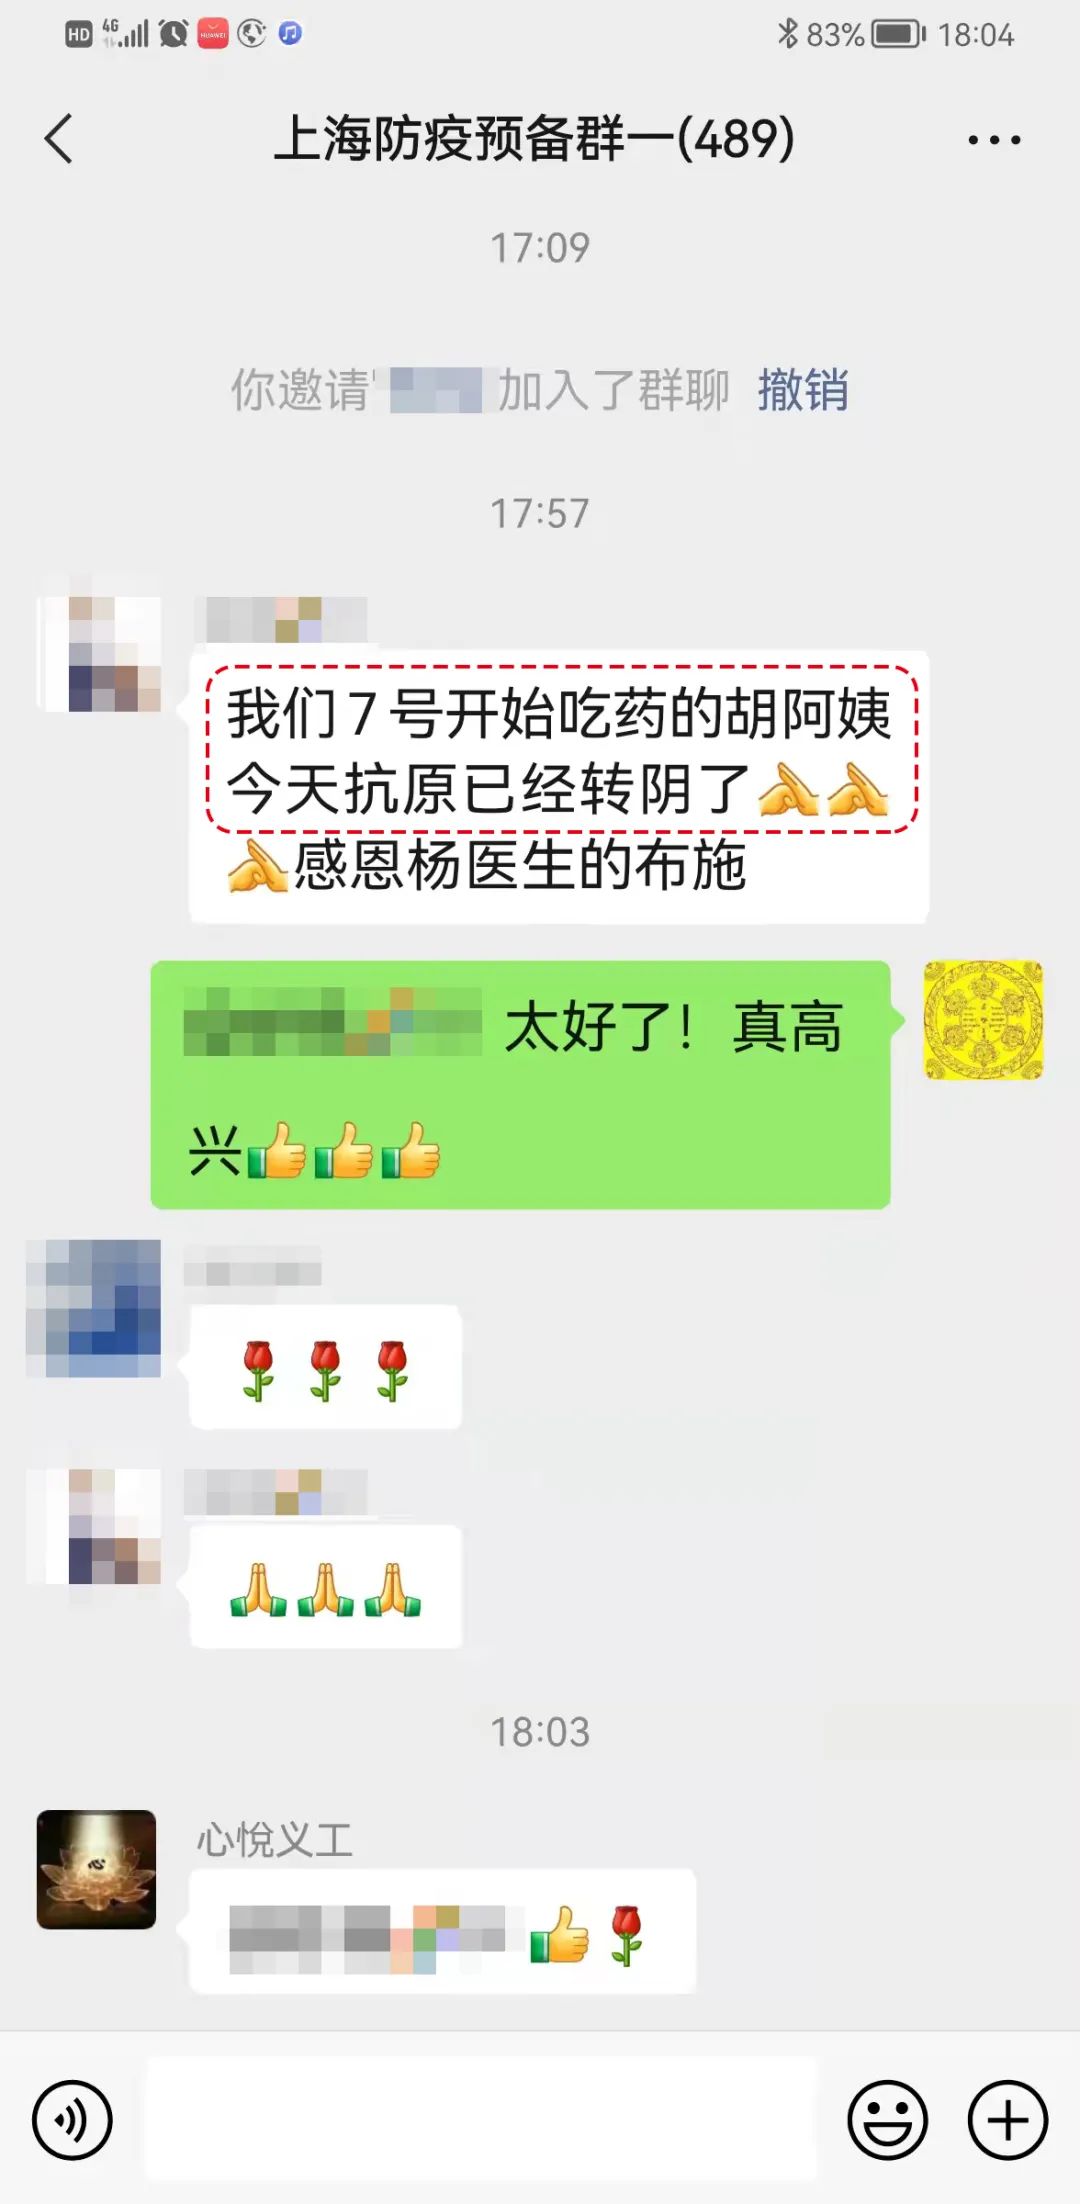 HD 4G HUAWEI 83% 18:04
上海防疫预备群一(489)
17:09
你邀请" 加入了群聊 撤销
17:57
我们7号开始吃药的胡阿姨
今天抗原已经转阴了
感恩杨医生的布施
太好了！真高
兴
18:03
心悦义工